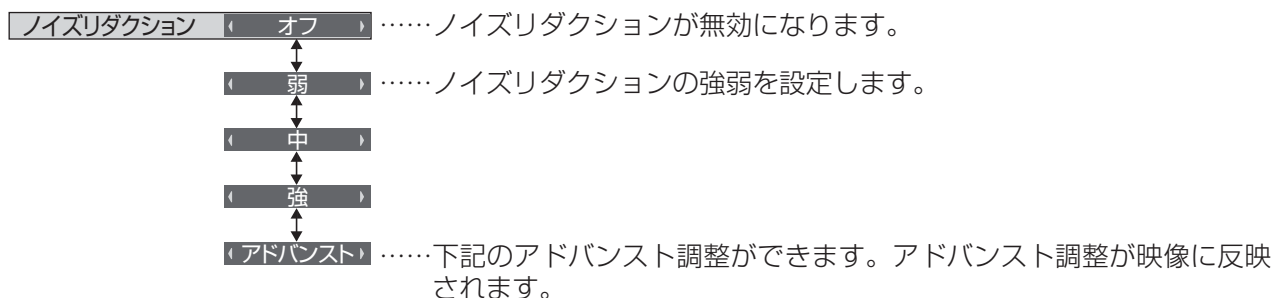 ノイズリダクション オフ ……ノイズリダクションが無効になります。
弱 ……ノイズリダクションの強弱を設定します。
中
強
アドバンスト ……下記のアドバンスト調整ができます。アドバンスト調整が映像に反映
されます。